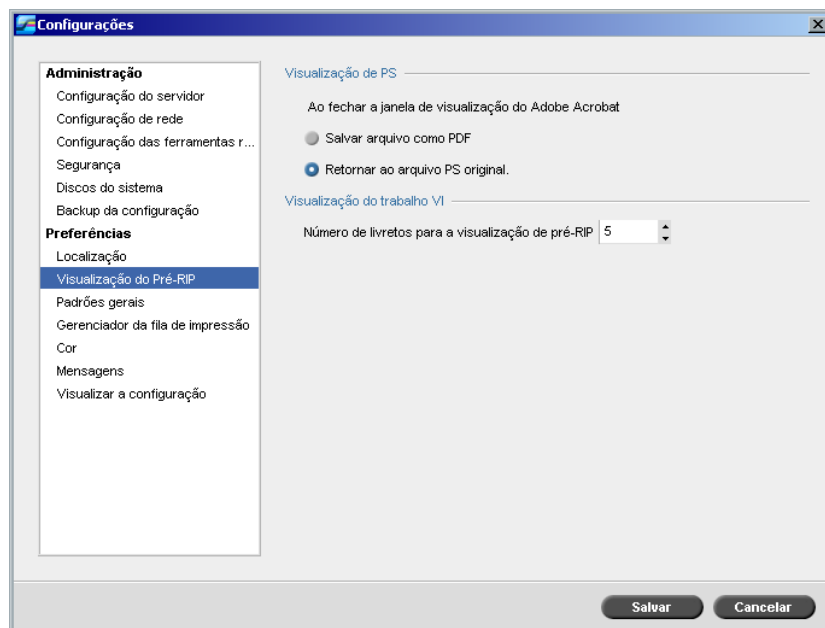 Configurações
Administração
Configuração do servidor
Configuração de rede
Configuração das ferramentas r...
Segurança
Discos do sistema
Backup da configuração
Preferências
Localização
Visualização do Pré-RIP
Padrões gerais
Gerenciador da fila de impressão
Cor
Mensagens
Visualizar a configuração
Visualização de PS
Ao fechar a janela de visualização do Adobe Acrobat
Salvar arquivo como PDF
Retornar ao arquivo PS original.
Visualização do trabalho VI
Número de livretos para a visualização de pré-RIP 5
Salvar Cancelar